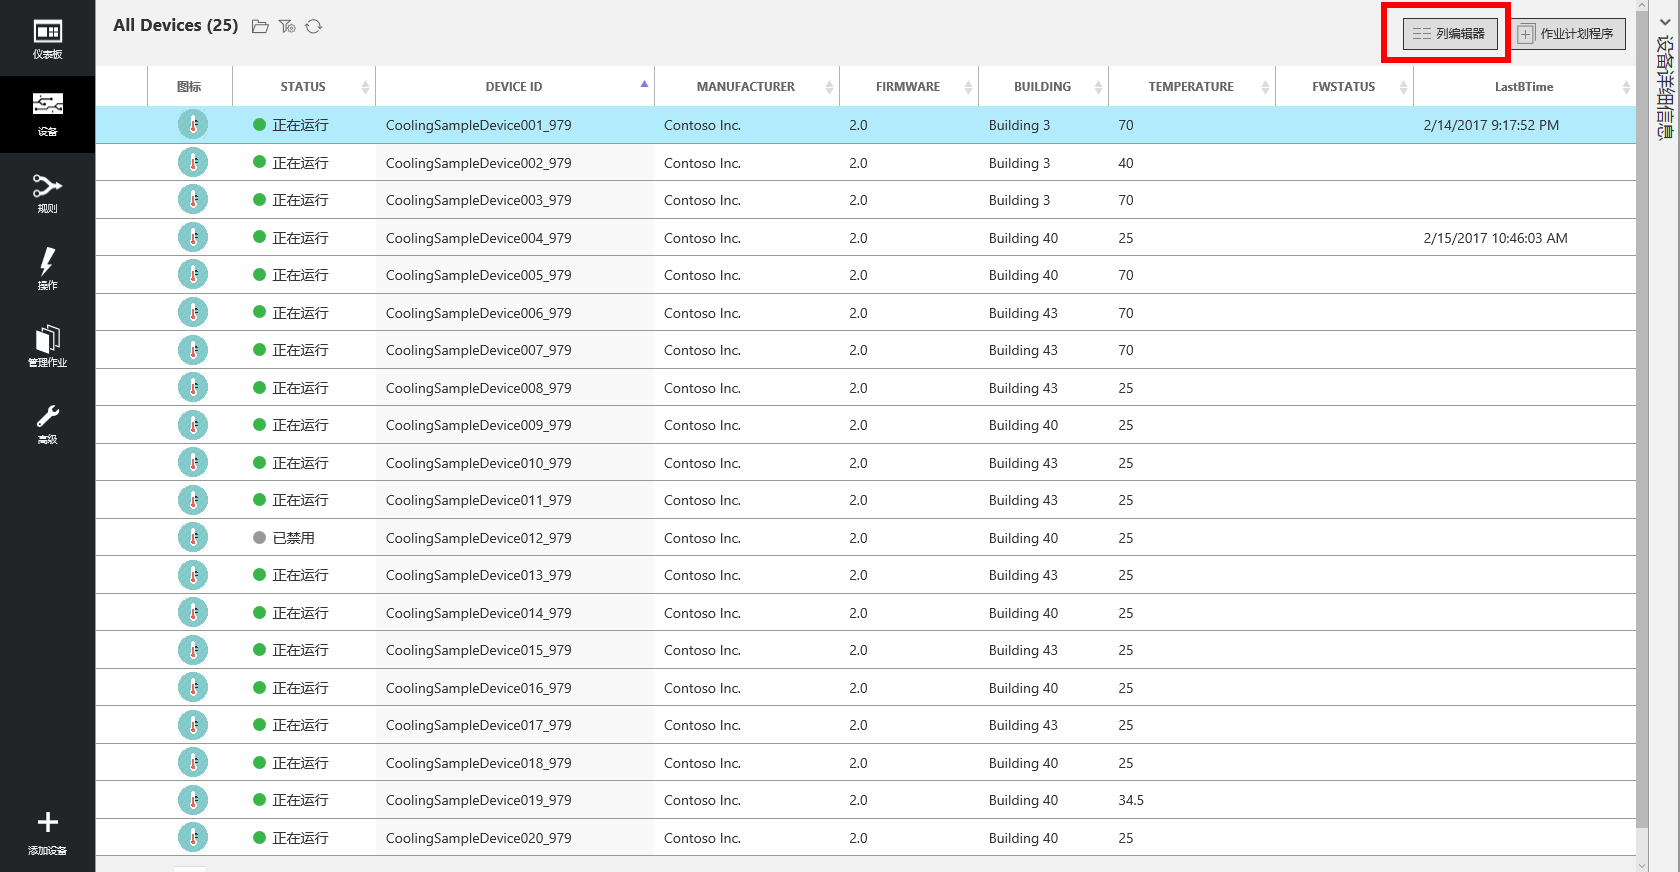 仪表板
设备
规则
操作
管理作业
高级
添加设备
All Devices (25)
列编辑器
作业计划程序
设备详细信息
图标 STATUS DEVICE ID MANUFACTURER FIRMWARE BUILDING TEMPERATURE FWSTATUS LastBTime
正在运行 CoolingSampleDevice001_979 Contoso Inc. 2.0 Building 3 70 2/14/2017 9:17:52 PM
正在运行 CoolingSampleDevice002_979 Contoso Inc. 2.0 Building 3 40
正在运行 CoolingSampleDevice003_979 Contoso Inc. 2.0 Building 3 70
正在运行 CoolingSampleDevice004_979 Contoso Inc. 2.0 Building 40 25 2/15/2017 10:46:03 AM
正在运行 CoolingSampleDevice005_979 Contoso Inc. 2.0 Building 40 70
正在运行 CoolingSampleDevice006_979 Contoso Inc. 2.0 Building 43 70
正在运行 CoolingSampleDevice007_979 Contoso Inc. 2.0 Building 43 70
正在运行 CoolingSampleDevice008_979 Contoso Inc. 2.0 Building 43 25
正在运行 CoolingSampleDevice009_979 Contoso Inc. 2.0 Building 40 25
正在运行 CoolingSampleDevice010_979 Contoso Inc. 2.0 Building 43 25
正在运行 CoolingSampleDevice011_979 Contoso Inc. 2.0 Building 43 25
已禁用 CoolingSampleDevice012_979 Contoso Inc. 2.0 Building 40 25
正在运行 CoolingSampleDevice013_979 Contoso Inc. 2.0 Building 43 25
正在运行 CoolingSampleDevice014_979 Contoso Inc. 2.0 Building 40 25
正在运行 CoolingSampleDevice015_979 Contoso Inc. 2.0 Building 43 25
正在运行 CoolingSampleDevice016_979 Contoso Inc. 2.0 Building 40 25
正在运行 CoolingSampleDevice017_979 Contoso Inc. 2.0 Building 43 25
正在运行 CoolingSampleDevice018_979 Contoso Inc. 2.0 Building 40 25
正在运行 CoolingSampleDevice019_979 Contoso Inc. 2.0 Building 40 34.5
正在运行 CoolingSampleDevice020_979 Contoso Inc. 2.0 Building 40 25